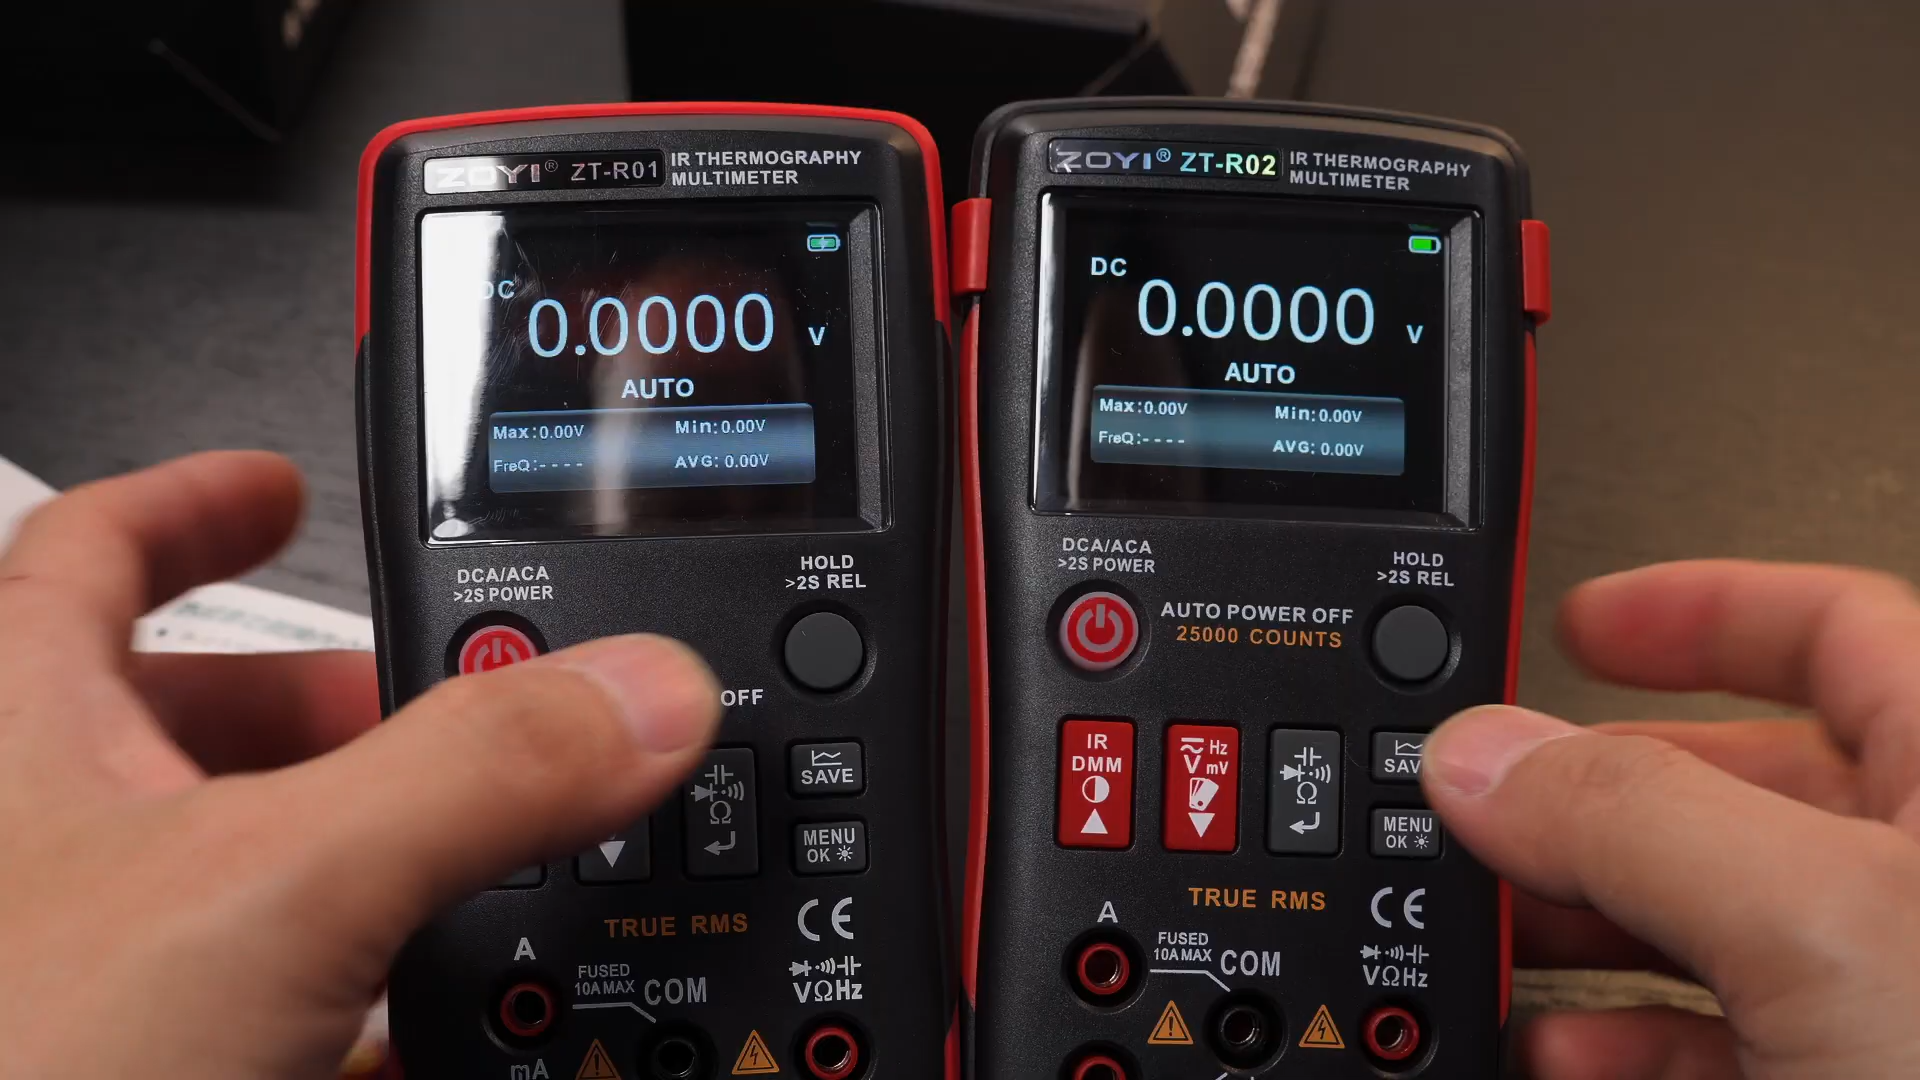 ZOYI® ZT-R01
IR THERMOGRAPHY
MULTIMETER
DC
0.0000
V
AUTO
Max:0.00V
Min:0.00V
FreQ:----
AVG: 0.00V
DCA/ACA
>2S POWER
HOLD
>2S REL
OFF
Ω
SAVE
MENU
OK
TRUE RMS
CE
A
FUSED
10A MAX
COM
VΩHz
mA
ZOYI® ZT-R02
IR THERMOGRAPHY
MULTIMETER
DC
0.0000
V
AUTO
Max:0.00V
Min:0.00V
FreQ:----
AVG: 0.00V
DCA/ACA
>2S POWER
HOLD
>2S REL
AUTO POWER OFF
25000 COUNTS
IR
DMM
Hz
V mV
Ω
SAV
MENU
OK
TRUE RMS
CE
A
FUSED
10A MAX
COM
VΩHz